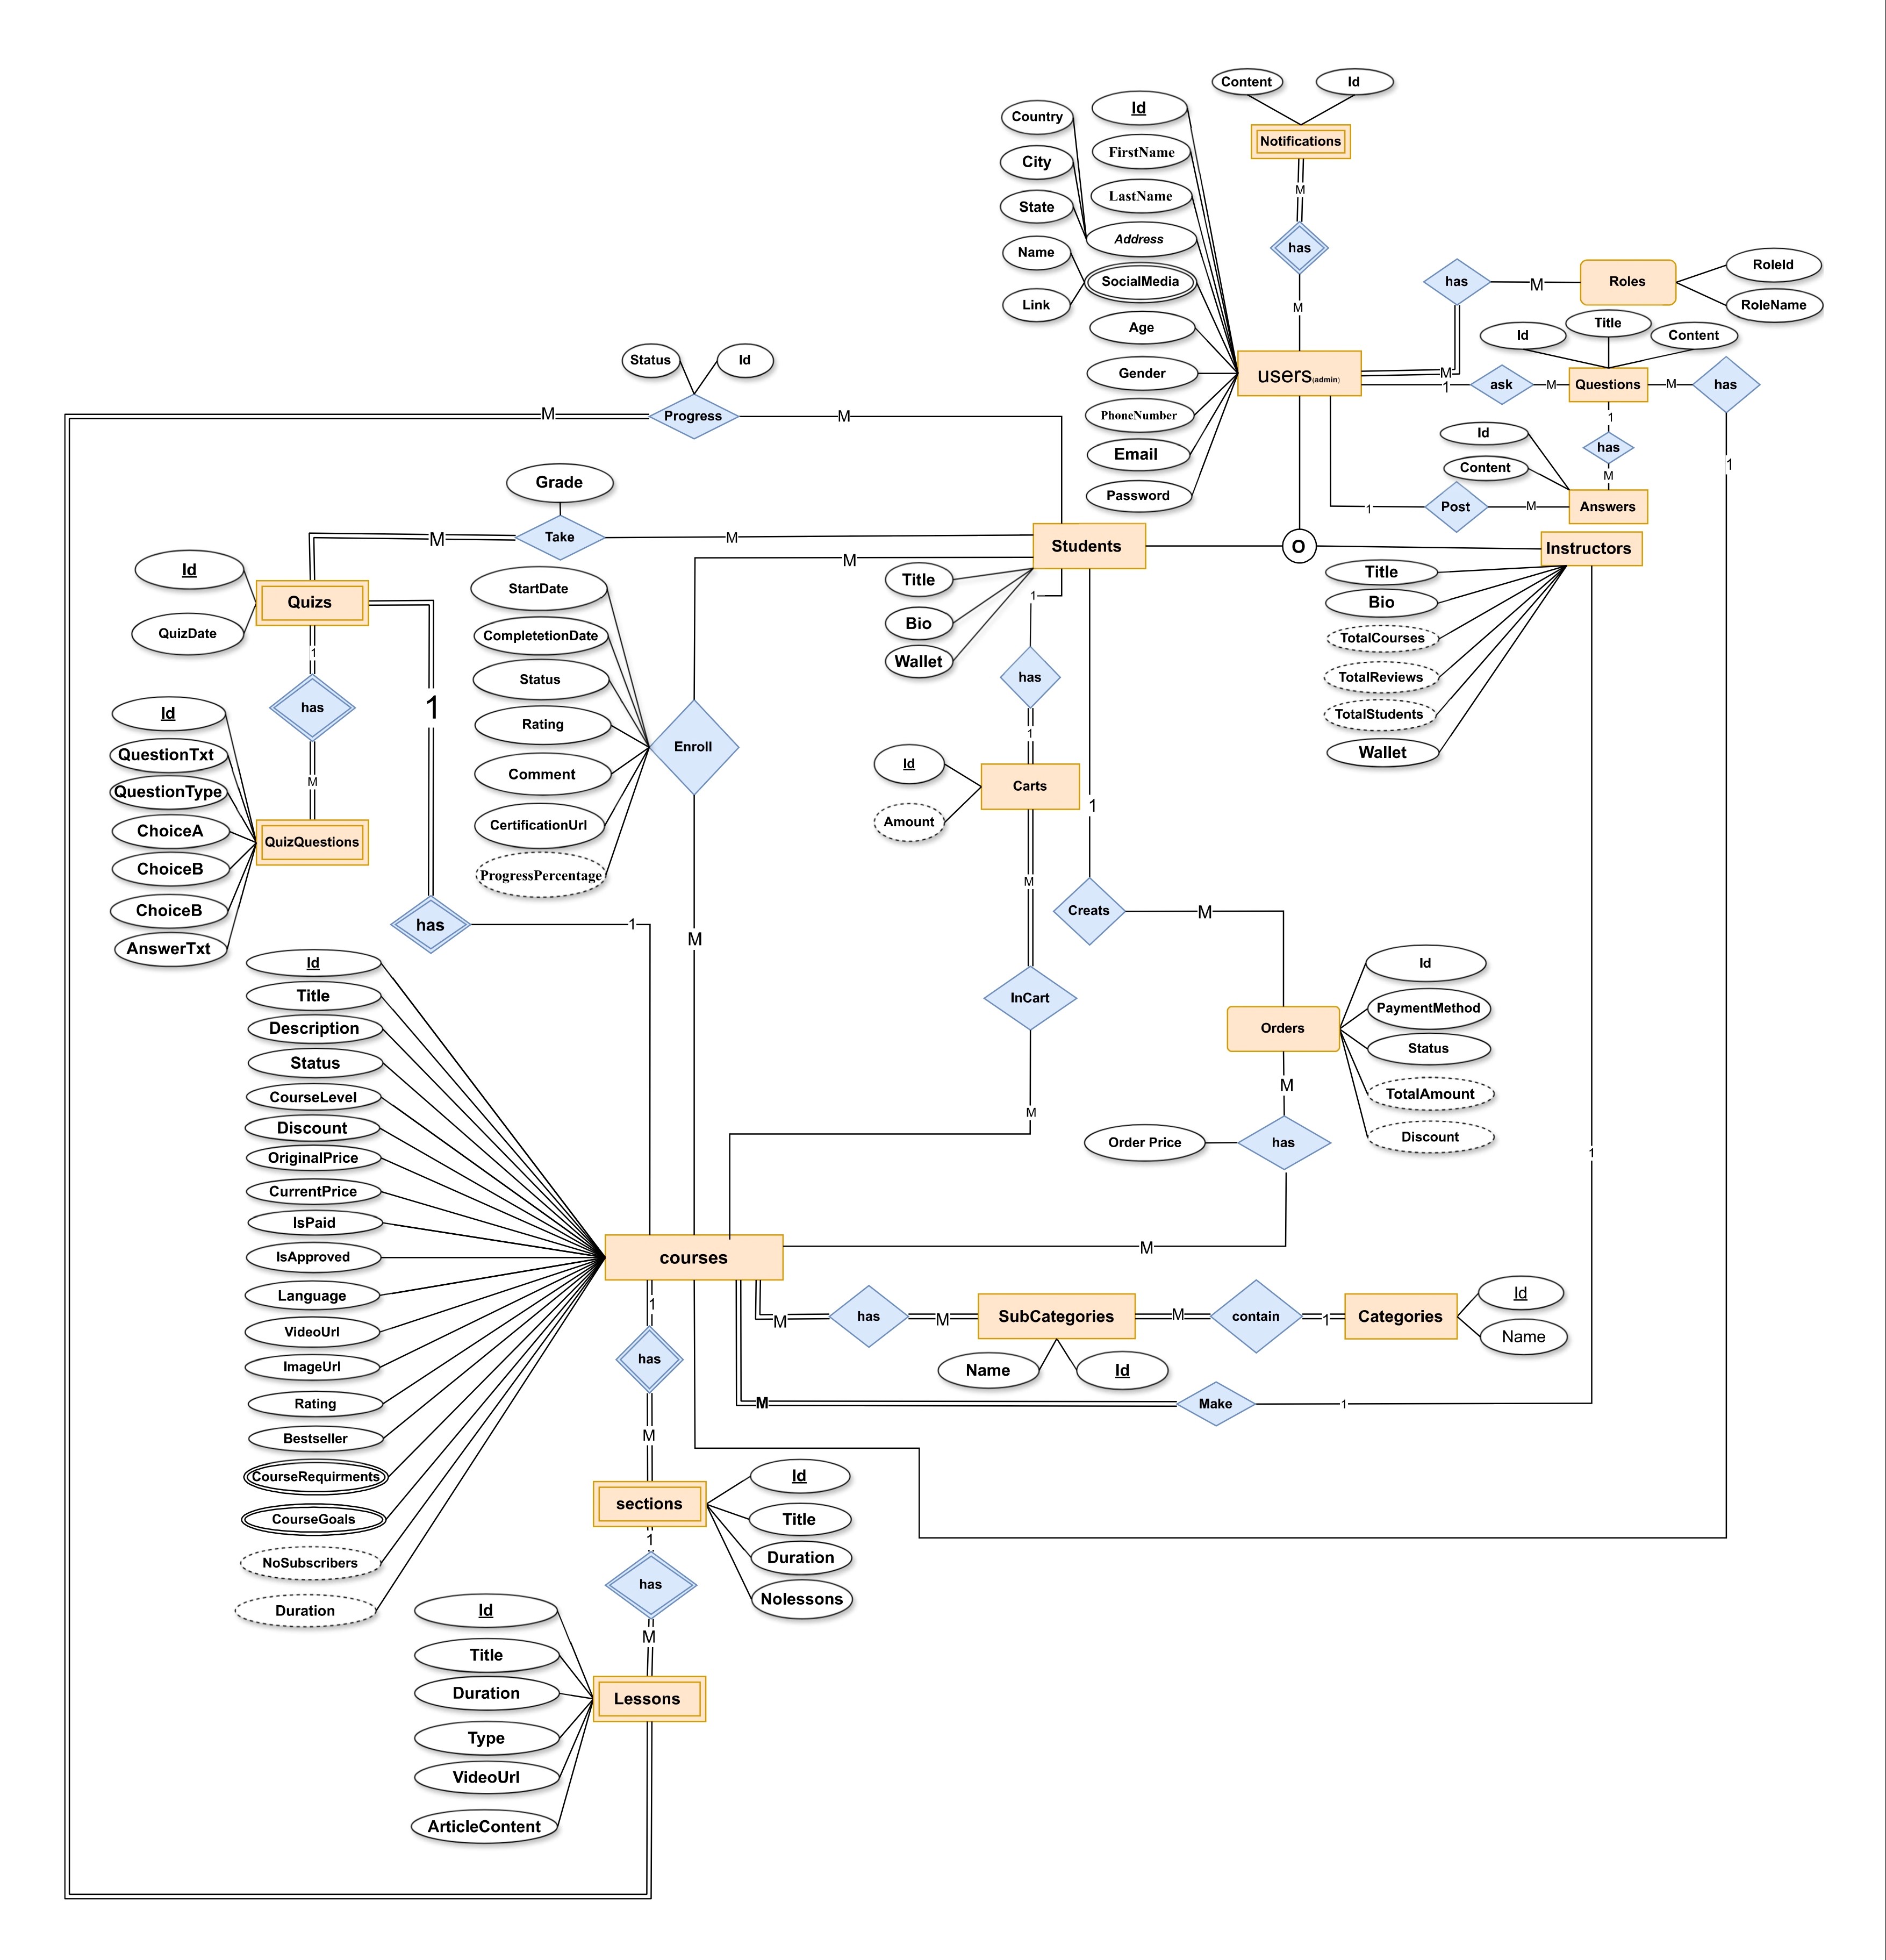 Content
Id
Notifications
M
has
M
Country
City
State
Name
Link
Id
FirstName
LastName
Address
SocialMedia
Age
Gender
PhoneNumber
Email
Password
users(admin)
has
M
M
Roles
RoleId
RoleName
Id
Title
Content
1
ask
M
Questions
M
has
1
1
has
M
Id
Content
Answers
1
Post
M
Status
Id
M
Progress
M
Grade
M
Take
M
Students
O
Instructors
Id
QuizDate
Quizs
1
has
M
1
Id
QuestionTxt
QuestionType
ChoiceA
ChoiceB
ChoiceB
AnswerTxt
QuizQuestions
has
1
M
StartDate
CompletetionDate
Status
Rating
Comment
CertificationUrl
ProgressPercentage
Enroll
M
Title
Bio
Wallet
1
has
1
Id
Amount
Carts
M
InCart
M
1
Creats
M
Title
Bio
TotalCourses
TotalReviews
TotalStudents
Wallet
1
Orders
Id
PaymentMethod
Status
TotalAmount
Discount
M
Order Price
has
M
Id
Title
Description
Status
CourseLevel
Discount
OriginalPrice
CurrentPrice
IsPaid
IsApproved
Language
VideoUrl
ImageUrl
Rating
Bestseller
CourseRequirments
CourseGoals
NoSubscribers
Duration
courses
M
has
M
SubCategories
M
contain
1
Categories
Id
Name
Name
Id
M
Make
1
1
has
M
sections
Id
Title
Duration
Nolessons
1
has
M
Id
Title
Duration
Type
VideoUrl
ArticleContent
Lessons